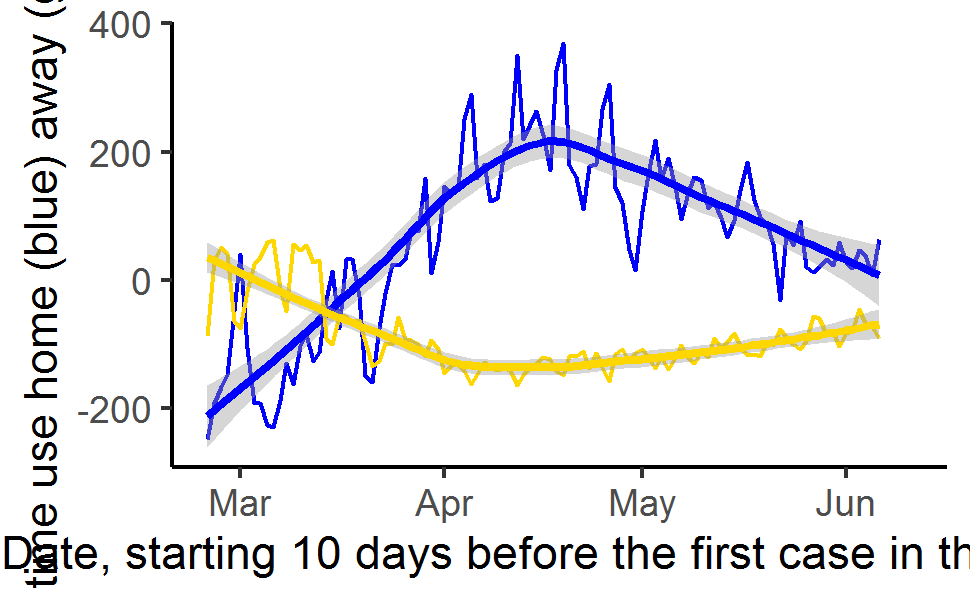 time use home (blue) away (
400
200
0
-200
Mar Apr May Jun
Date, starting 10 days before the first case in th